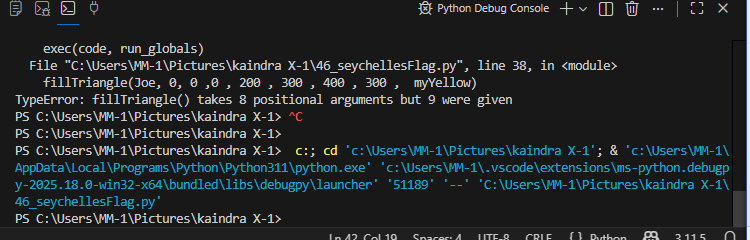 Python Debug Console
exec(code, run_globals)
File "C:\Users\MM-1\Pictures\kaindra X-1\46_seychellesFlag.py", line 38, in <module>
fillTriangle(Joe, 0, 0 ,0 , 200 , 300 , 400 , 300 ,  myYellow)
TypeError: fillTriangle() takes 8 positional arguments but 9 were given
PS C:\Users\MM-1\Pictures\kaindra X-1> ^C
PS C:\Users\MM-1\Pictures\kaindra X-1>
PS C:\Users\MM-1\Pictures\kaindra X-1>  c:; cd 'c:\Users\MM-1\Pictures\kaindra X-1'; & 'c:\Users\MM-1\
AppData\Local\Programs\Python\Python311\python.exe' 'c:\Users\MM-1\.vscode\extensions\ms-python.debugp
y-2025.18.0-win32-x64\bundled\libs\debugpy\launcher' '51189' '--' 'C:\Users\MM-1\Pictures\kaindra X-1\
46_seychellesFlag.py'
PS C:\Users\MM-1\Pictures\kaindra X-1>
Ln 42, Col 19 Spaces: 4 UTF-8 CRLF { } Python 3.11.5